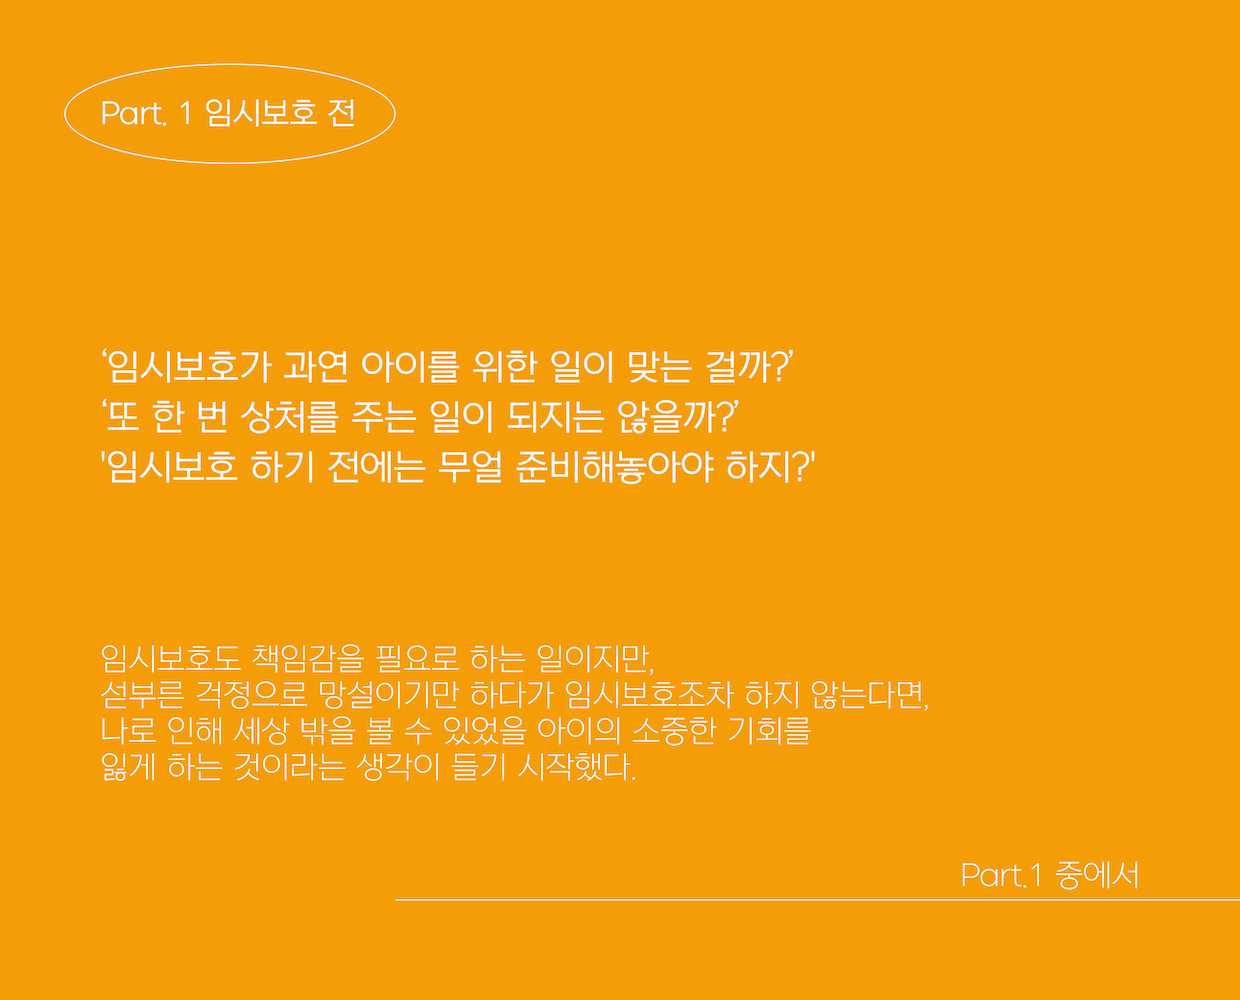 Part. 1 임시보호 전
‘임시보호가 과연 아이를 위한 일이 맞는 걸까?’
‘또 한 번 상처를 주는 일이 되지는 않을까?’
'임시보호 하기 전에는 무얼 준비해놓아야 하지?'
임시보호도 책임감을 필요로 하는 일이지만,
섣부른 걱정으로 망설이기만 하다가 임시보호조차 하지 않는다면,
나로 인해 세상 밖을 볼 수 있었을 아이의 소중한 기회를
잃게 하는 것이라는 생각이 들기 시작했다.
Part.1 중에서